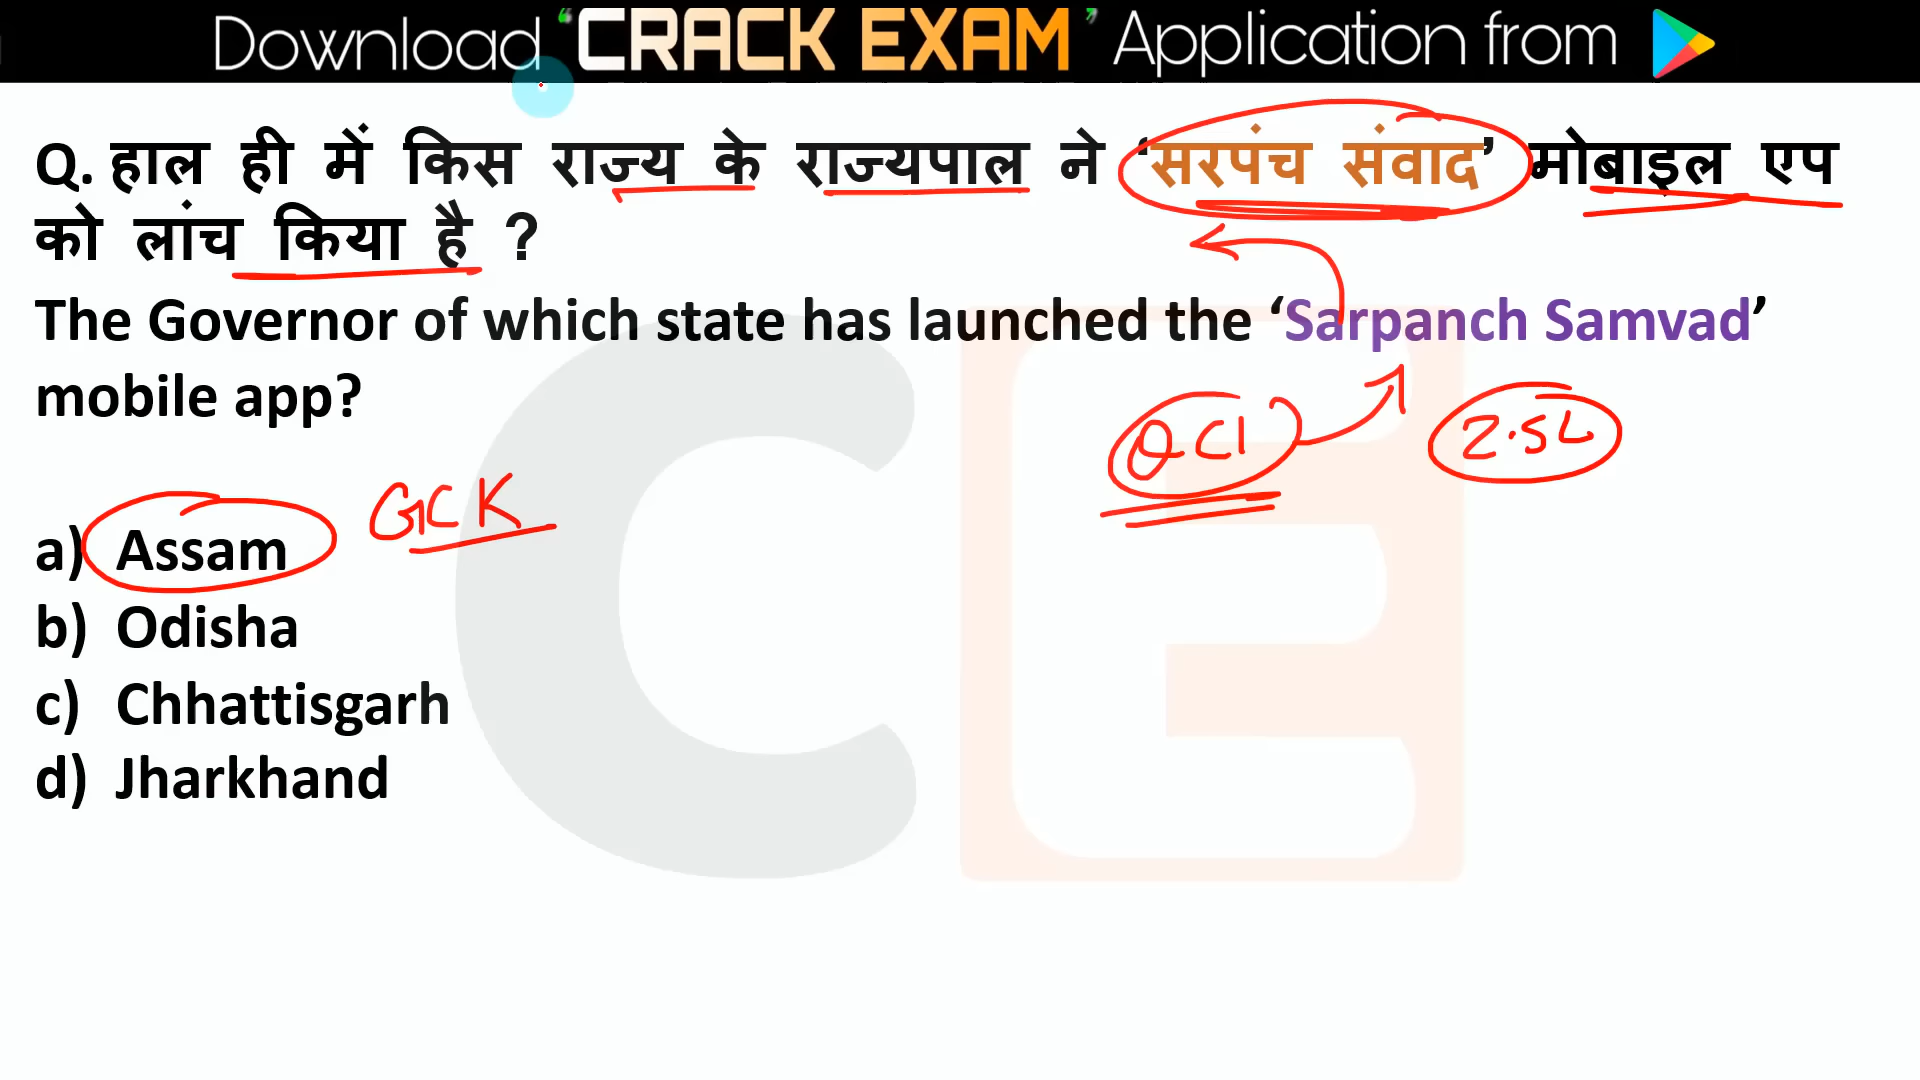 Download ‘CRACK EXAM’ Application from
Q. हाल ही में किस राज्य के राज्यपाल ने ‘सरपंच संवाद’ मोबाइल एप
को लांच किया है ?
The Governor of which state has launched the ‘Sarpanch Samvad’
mobile app?
QCI 2.5L
a) Assam GCK
b) Odisha
c) Chhattisgarh
d) Jharkhand
CE